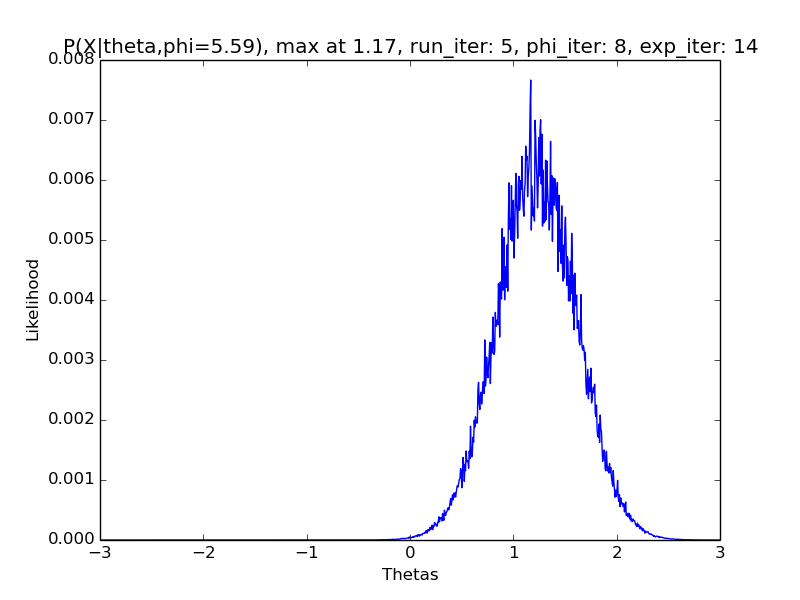 P(X|theta,phi=5.59), max at 1.17, run_iter: 5, phi_iter: 8, exp_iter: 14
0.008
0.007
0.006
0.005
0.004
0.003
0.002
0.001
0.000
Likelihood
−3 −2 −1 0 1 2 3
Thetas